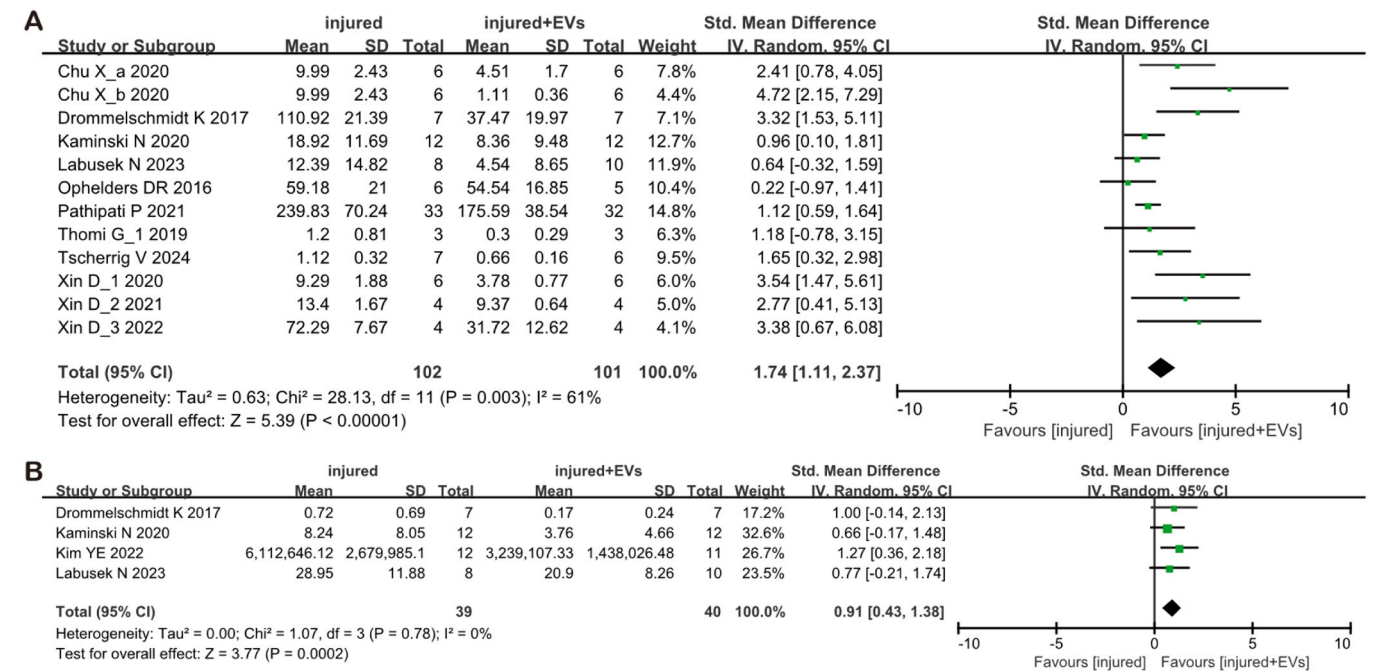 A
injured injured+EVs Std. Mean Difference Std. Mean Difference
Study or Subgroup Mean SD Total Mean SD Total Weight IV. Random. 95% CI IV. Random. 95% CI
Chu X_a 2020 9.99 2.43 6 4.51 1.7 6 7.8% 2.41 [0.78, 4.05]
Chu X_b 2020 9.99 2.43 6 1.11 0.36 6 4.4% 4.72 [2.15, 7.29]
Drommelschmidt K 2017 110.92 21.39 7 37.47 19.97 7 7.1% 3.32 [1.53, 5.11]
Kaminski N 2020 18.92 11.69 12 8.36 9.48 12 12.7% 0.96 [0.10, 1.81]
Labusek N 2023 12.39 14.82 8 4.54 8.65 10 11.9% 0.64 [-0.32, 1.59]
Ophelders DR 2016 59.18 21 6 54.54 16.85 5 10.4% 0.22 [-0.97, 1.41]
Pathipati P 2021 239.83 70.24 33 175.59 38.54 32 14.8% 1.12 [0.59, 1.64]
Thomi G_1 2019 1.2 0.81 3 0.3 0.29 3 6.3% 1.18 [-0.78, 3.15]
Tscherrig V 2024 1.12 0.32 7 0.66 0.16 6 9.5% 1.65 [0.32, 2.98]
Xin D_1 2020 9.29 1.88 6 3.78 0.77 6 6.0% 3.54 [1.47, 5.61]
Xin D_2 2021 13.4 1.67 4 9.37 0.64 4 5.0% 2.77 [0.41, 5.13]
Xin D_3 2022 72.29 7.67 4 31.72 12.62 4 4.1% 3.38 [0.67, 6.08]
Total (95% CI) 102 101 100.0% 1.74 [1.11, 2.37]
Heterogeneity: Tau² = 0.63; Chi² = 28.13, df = 11 (P = 0.003); I² = 61%
Test for overall effect: Z = 5.39 (P < 0.00001)
-10 -5 0 5 10
Favours [injured] Favours [injured+EVs]
B
injured injured+EVs Std. Mean Difference Std. Mean Difference
Study or Subgroup Mean SD Total Mean SD Total Weight IV. Random. 95% CI IV. Random. 95% CI
Drommelschmidt K 2017 0.72 0.69 7 0.17 0.24 7 17.2% 1.00 [-0.14, 2.13]
Kaminski N 2020 8.24 8.05 12 3.76 4.66 12 32.6% 0.66 [-0.17, 1.48]
Kim YE 2022 6,112,646.12 2,679,985.1 12 3,239,107.33 1,438,026.48 11 26.7% 1.27 [0.36, 2.18]
Labusek N 2023 28.95 11.88 8 20.9 8.26 10 23.5% 0.77 [-0.21, 1.74]
Total (95% CI) 39 40 100.0% 0.91 [0.43, 1.38]
Heterogeneity: Tau² = 0.00; Chi² = 1.07, df = 3 (P = 0.78); I² = 0%
Test for overall effect: Z = 3.77 (P = 0.0002)
-10 -5 0 5 10
Favours [injured] Favours [injured+EVs]